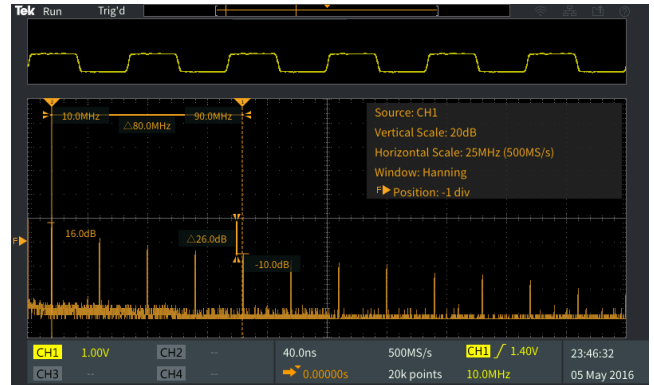 Tek Run Trig'd
10.0MHz 90.0MHz
△80.0MHz
Source: CH1
Vertical Scale: 20dB
Horizontal Scale: 25MHz (500MS/s)
Window: Hanning
F Position: -1 div
16.0dB
△26.0dB
-10.0dB
F
CH1 1.00V CH2 -- 40.0ns 500MS/s CH1 1.40V 23:46:32
CH3 -- CH4 -- 0.00000s 20k points 10.0MHz 05 May 2016